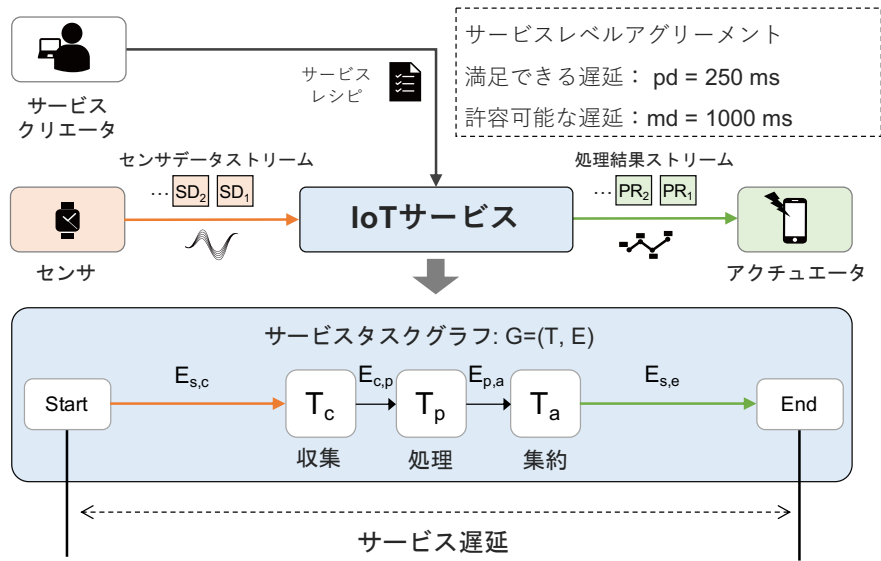 サービスレベルアグリーメント
満足できる遅延： pd = 250 ms
許容可能な遅延：md = 1000 ms
サービス
レシピ
サービス
クリエータ
センサデータストリーム
…SD2 SD1
処理結果ストリーム
…PR2 PR1
IoTサービス
センサ
アクチュエータ
サービスタスクグラフ: G=(T, E)
Es,c
Ec,p
Ep,a
Es,e
Start
Tc
Tp
Ta
End
収集
処理
集約
サービス遅延